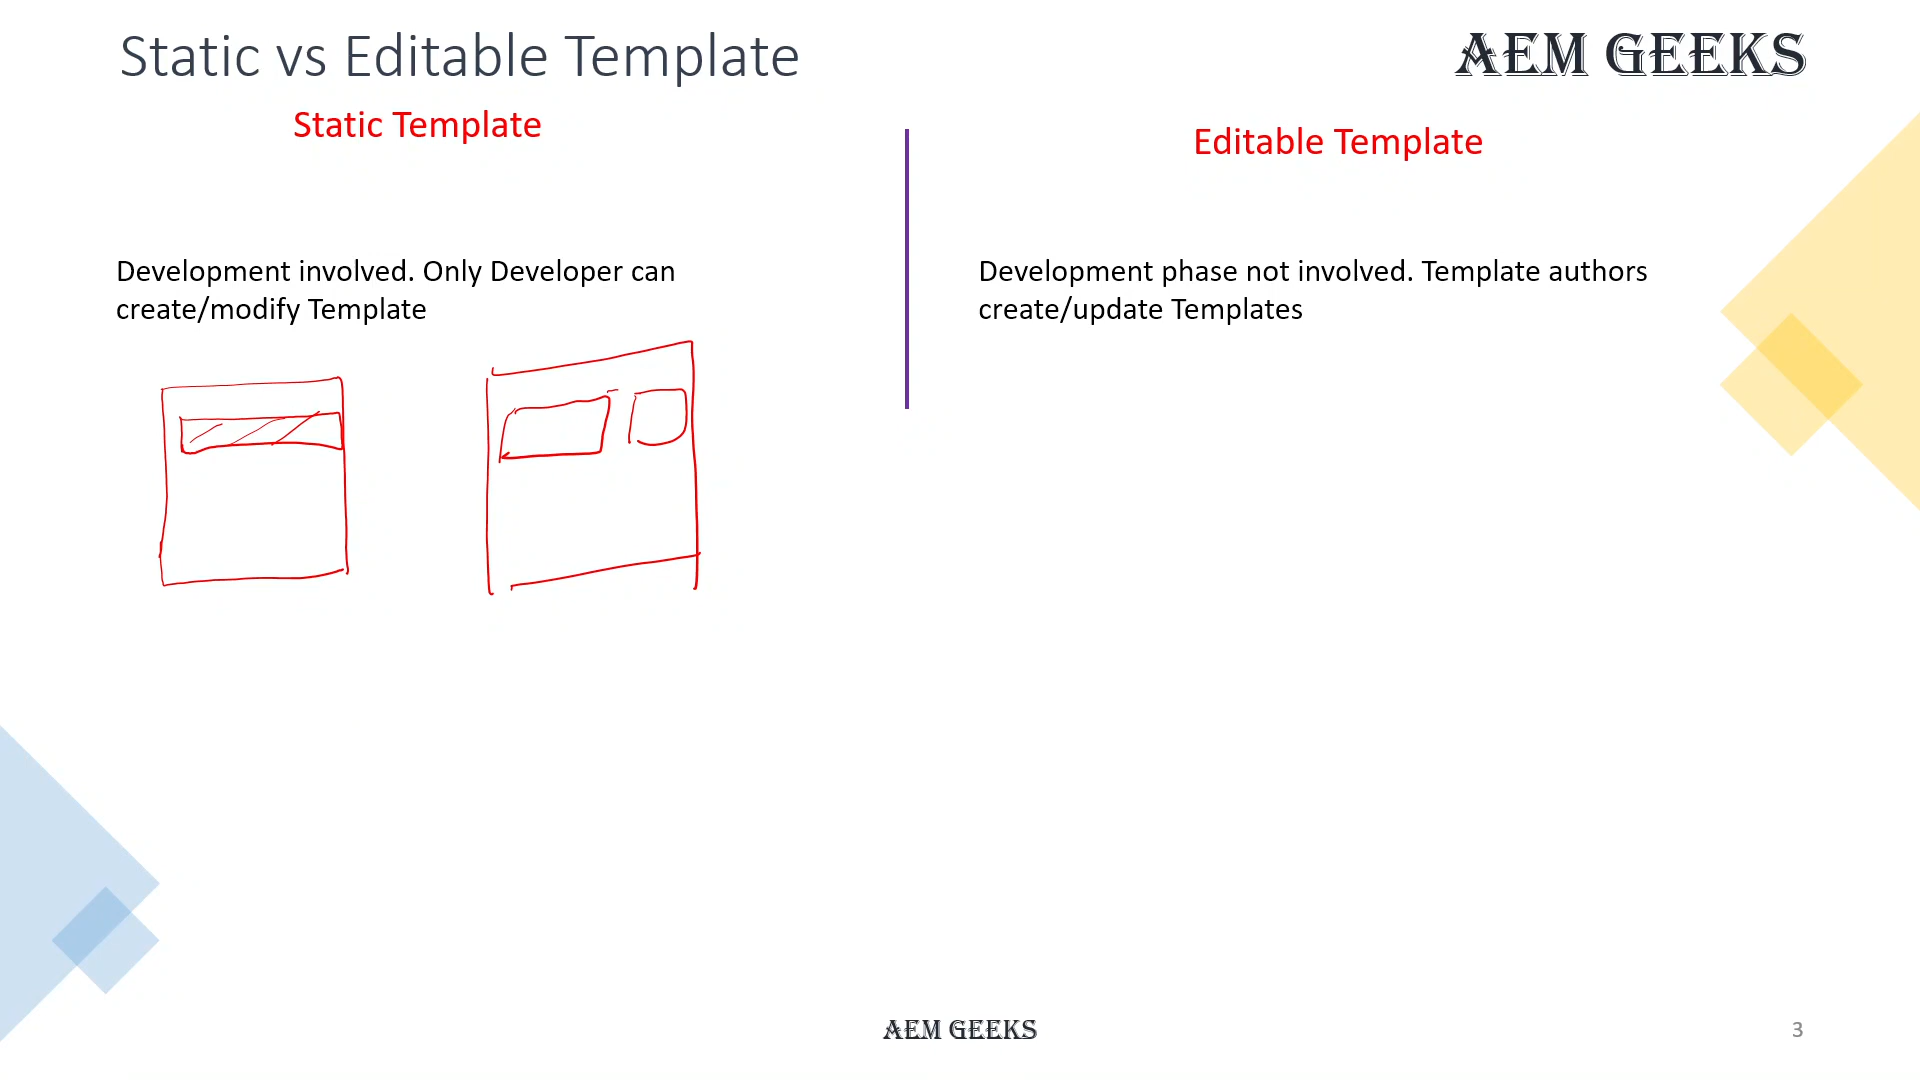 Static vs Editable Template
AEM GEEKS
Static Template
Editable Template
Development involved. Only Developer can
create/modify Template
Development phase not involved. Template authors
create/update Templates
AEM GEEKS
3